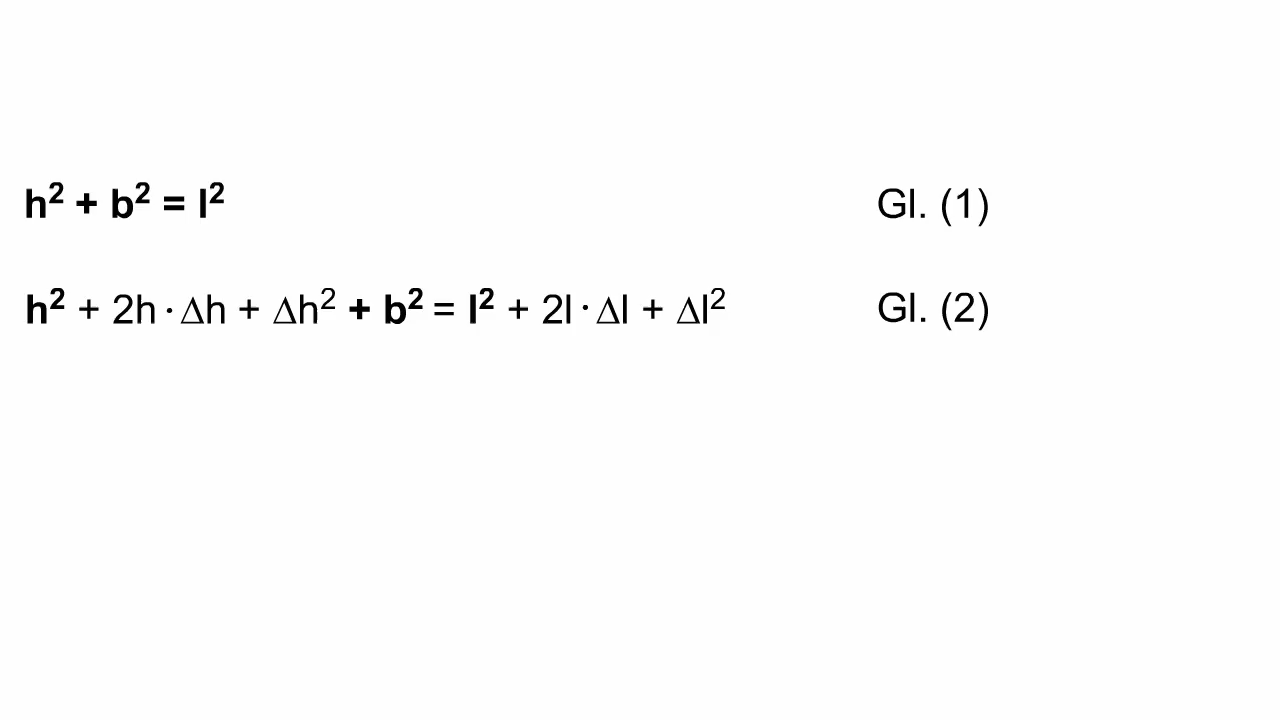 h² + b² = l² Gl. (1)
h² + 2h · Δh + Δh² + b² = l² + 2l · Δl + Δl² Gl. (2)